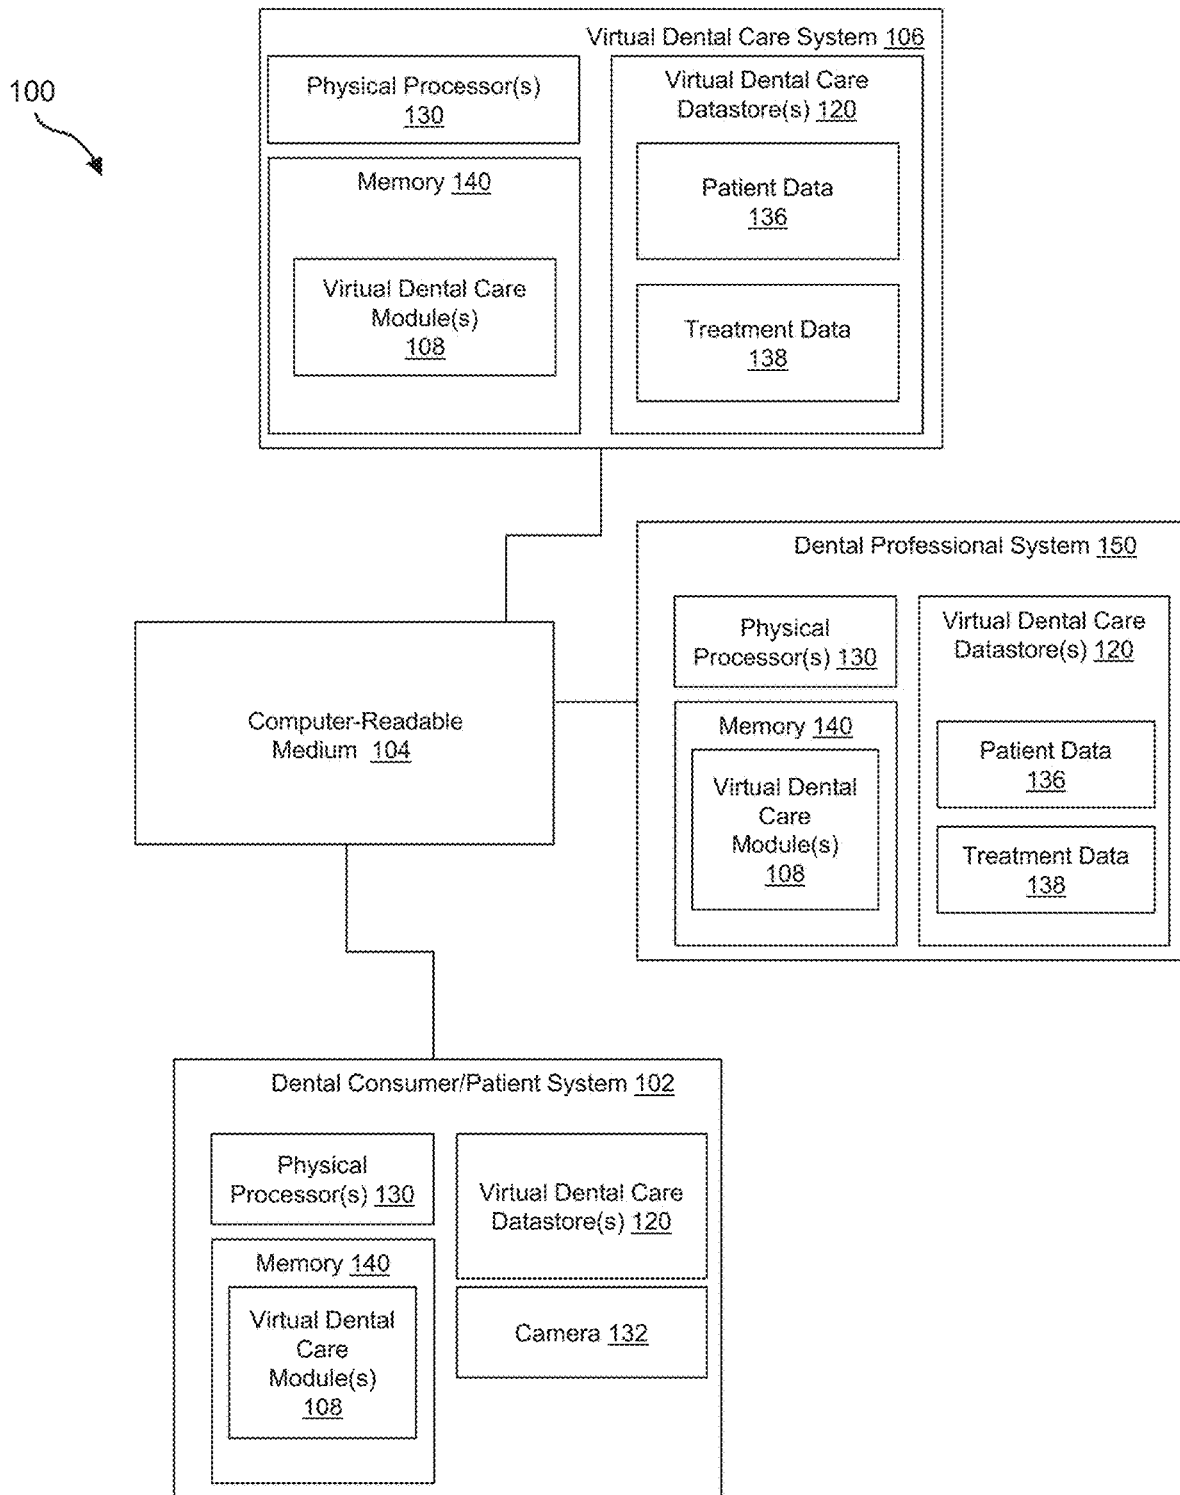 100
Virtual Dental Care System 106
Physical Processor(s)
130
Memory 140
Virtual Dental Care
Module(s)
108
Virtual Dental Care
Datastore(s) 120
Patient Data
136
Treatment Data
138
Dental Professional System 150
Physical
Processor(s) 130
Memory 140
Virtual Dental
Care
Module(s)
108
Virtual Dental Care
Datastore(s) 120
Patient Data
136
Treatment Data
138
Computer-Readable
Medium 104
Dental Consumer/Patient System 102
Physical
Processor(s) 130
Memory 140
Virtual Dental
Care
Module(s)
108
Virtual Dental Care
Datastore(s) 120
Camera 132